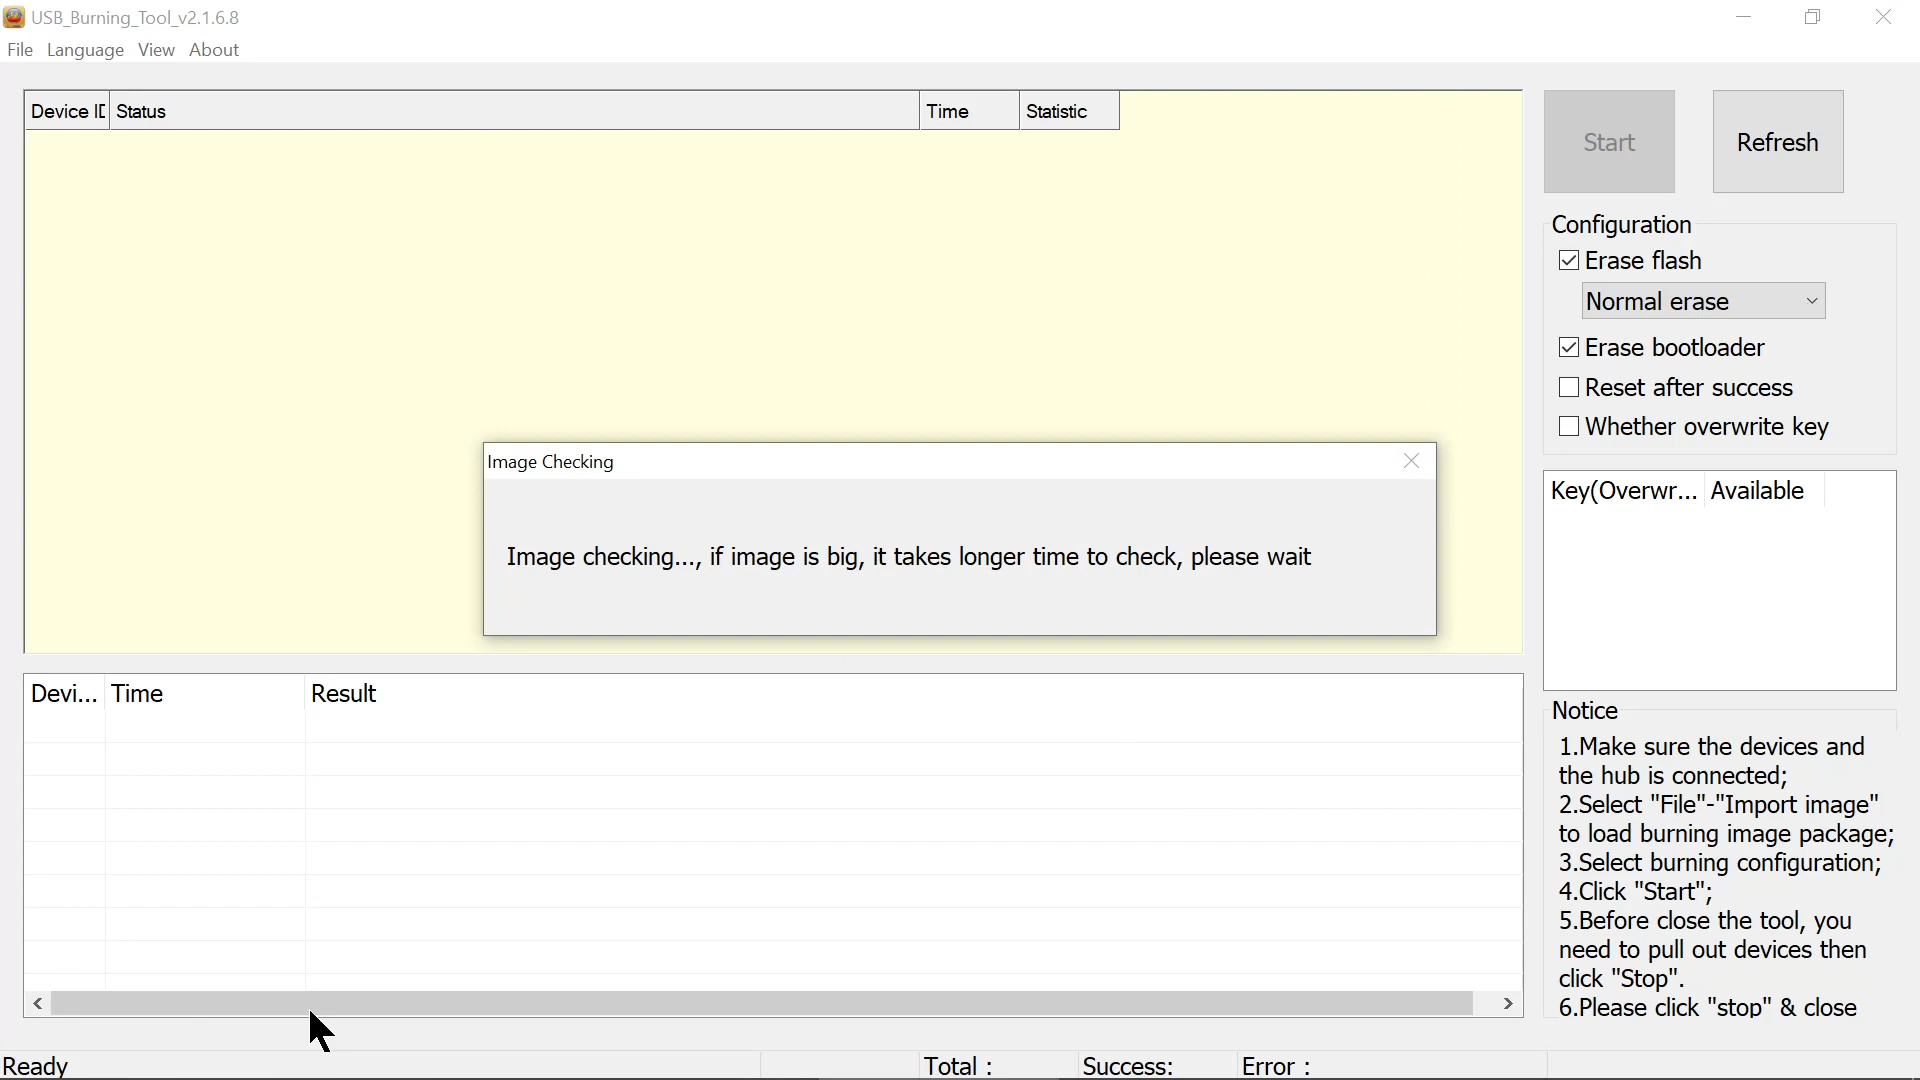 USB_Burning_Tool_v2.1.6.8
File Language View About
Device ID Status Time Statistic
Start Refresh
Configuration
Erase flash
Normal erase
Erase bootloader
Reset after success
Whether overwrite key
Image Checking
Image checking..., if image is big, it takes longer time to check, please wait
Key(Overwr... Available
Devi... Time Result
Notice
1.Make sure the devices and
the hub is connected;
2.Select "File"-"Import image"
to load burning image package;
3.Select burning configuration;
4.Click "Start";
5.Before close the tool, you
need to pull out devices then
click "Stop".
6.Please click "stop" & close
Ready Total : Success: Error :